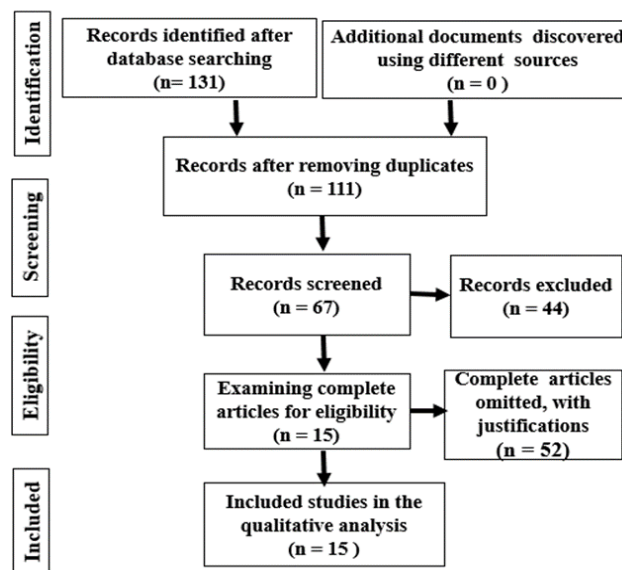 Identification
Records identified after
database searching
(n= 131)
Additional documents discovered
using different sources
(n = 0 )
Records after removing duplicates
(n = 111)
Screening
Records screened
(n = 67)
Records excluded
(n = 44)
Eligibility
Examining complete
articles for eligibility
(n = 15)
Complete articles
omitted, with
justifications
(n = 52)
Included
Included studies in the
qualitative analysis
(n = 15 )